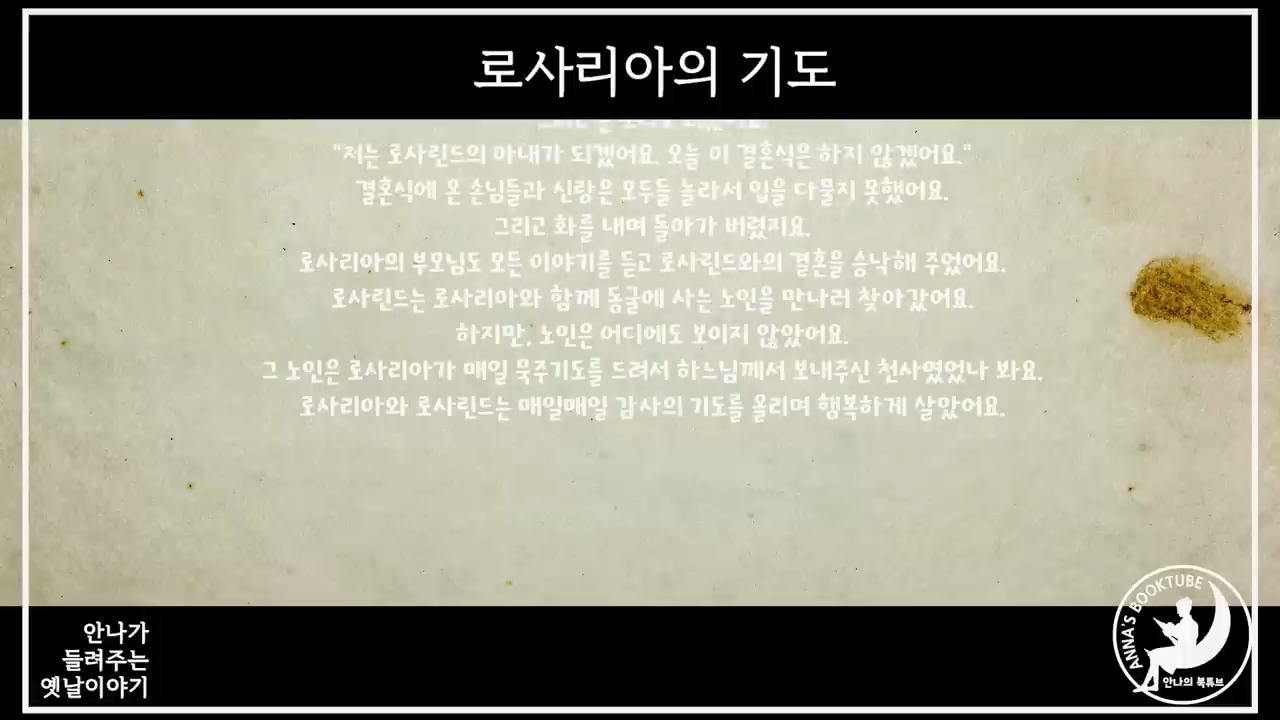 로사리아의 기도
"저는 로사린드의 아내가 되겠어요. 오늘 이 결혼식은 하지 않겠어요."
결혼식에 온 손님들과 신랑은 모두들 놀라서 입을 다물지 못했어요.
그리고 화를 내며 돌아가 버렸지요.
로사리아의 부모님도 모든 이야기를 듣고 로사린드와의 결혼을 승낙해 주었어요.
로사린드는 로사리아와 함께 동굴에 사는 노인을 만나러 찾아갔어요.
하지만, 노인은 어디에도 보이지 않았어요.
그 노인은 로사리아가 매일 묵주기도를 드려서 하느님께서 보내주신 천사였었나 봐요.
로사리아와 로사린드는 매일매일 감사의 기도를 올리며 행복하게 살았어요.
안나가
들려주는
옛날이야기
ANNA'S BOOKTUBE
안나의 북튜브